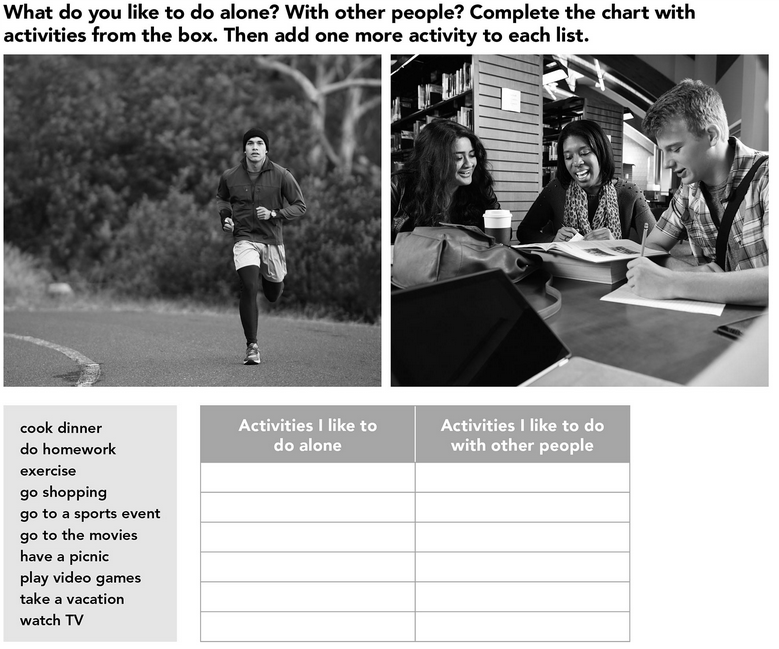 What do you like to do alone? With other people? Complete the chart with
activities from the box. Then add one more activity to each list.
cook dinner
do homework
exercise
go shopping
go to a sports event
go to the movies
have a picnic
play video games
take a vacation
watch TV
Activities I like to
do alone
Activities I like to do
with other people